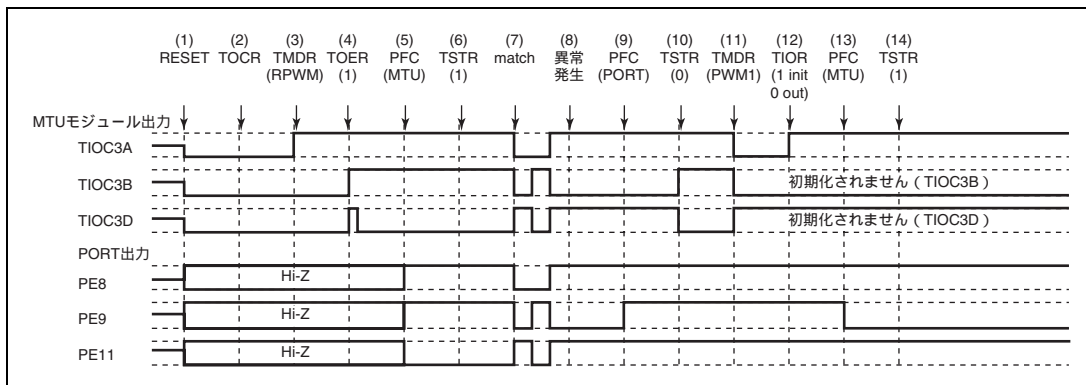 (1) (2) (3) (4) (5) (6) (7) (8) (9) (10) (11) (12) (13) (14)
RESET TOCR TMDR TOER PFC TSTR match 異常 PFC TSTR TMDR TIOR PFC TSTR
(RPWM) (1) (MTU) (1) 発生 (PORT) (0) (PWM1) (1 init (MTU) (1)
0 out)
MTUモジュール出力
TIOC3A
TIOC3B 初期化されません（TIOC3B）
TIOC3D 初期化されません（TIOC3D）
PORT出力
PE8 Hi-Z
PE9 Hi-Z
PE11 Hi-Z